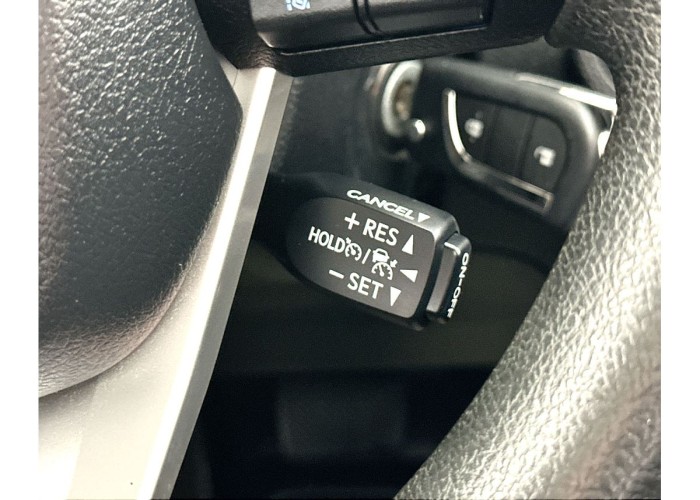 CANCEL▼
+ RES ▲
HOLD /
− SET ▼
ON-OFF